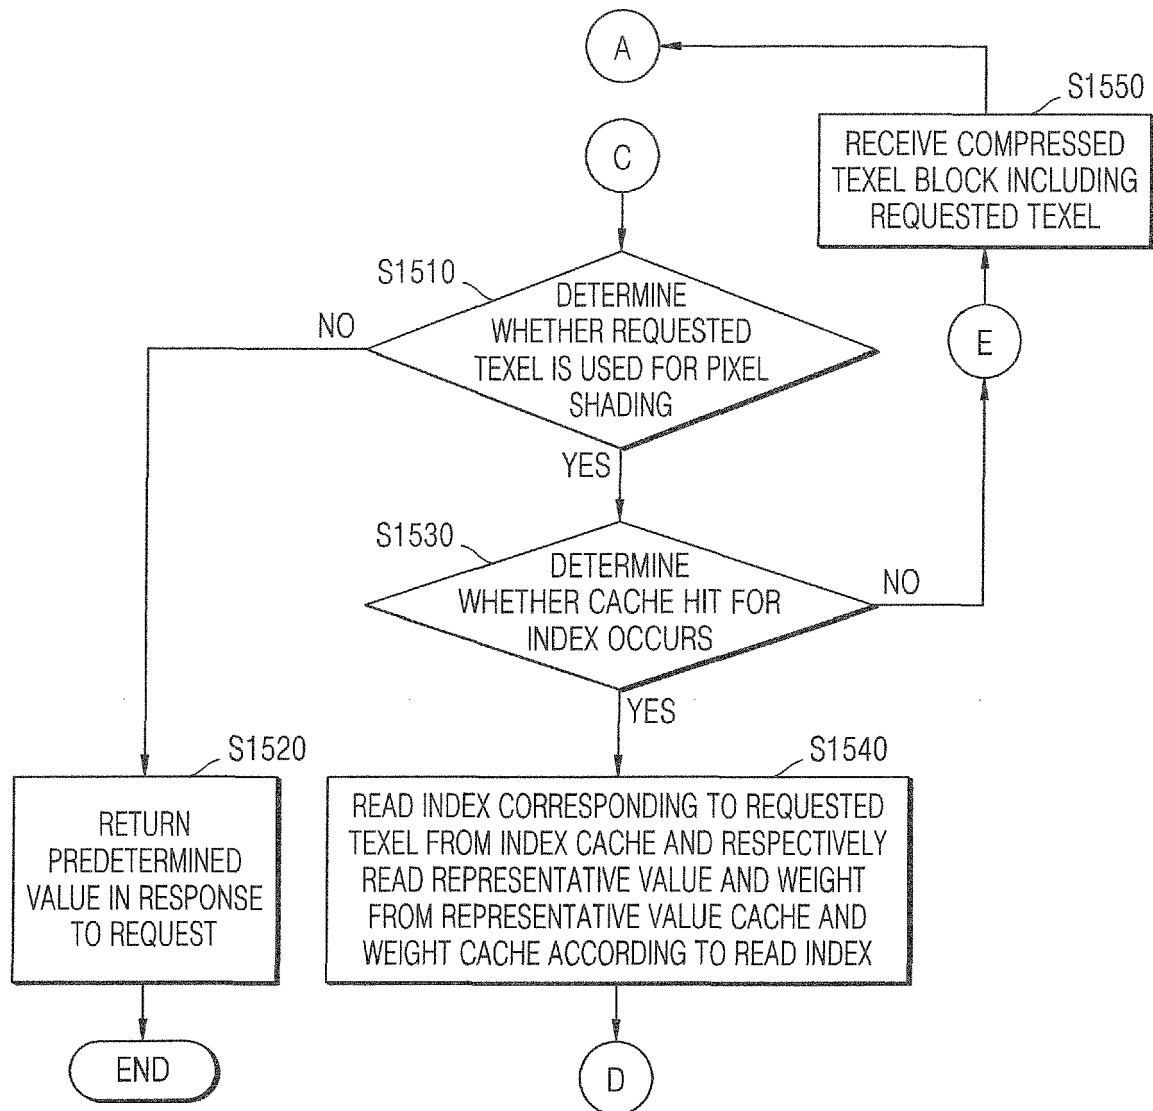 A
S1550
RECEIVE COMPRESSED
TEXEL BLOCK INCLUDING
REQUESTED TEXEL
C
S1510
DETERMINE
WHETHER REQUESTED
TEXEL IS USED FOR PIXEL
SHADING
NO
YES
E
S1530
DETERMINE
WHETHER CACHE HIT FOR
INDEX OCCURS
NO
YES
S1520
RETURN
PREDETERMINED
VALUE IN RESPONSE
TO REQUEST
S1540
READ INDEX CORRESPONDING TO REQUESTED
TEXEL FROM INDEX CACHE AND RESPECTIVELY
READ REPRESENTATIVE VALUE AND WEIGHT
FROM REPRESENTATIVE VALUE CACHE AND
WEIGHT CACHE ACCORDING TO READ INDEX
END
D